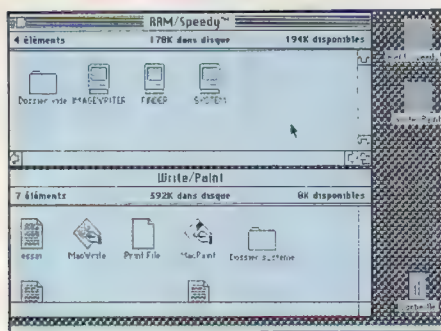 RAM/Speedy™
4 éléments 178K dans disque 194K disponibles
Dossier vide IMAGEWRITER FINDER SYSTEM
Write/Paint
7 éléments 592K dans disque 0K disponibles
essai MacWrite Print File MacPaint Dossier système